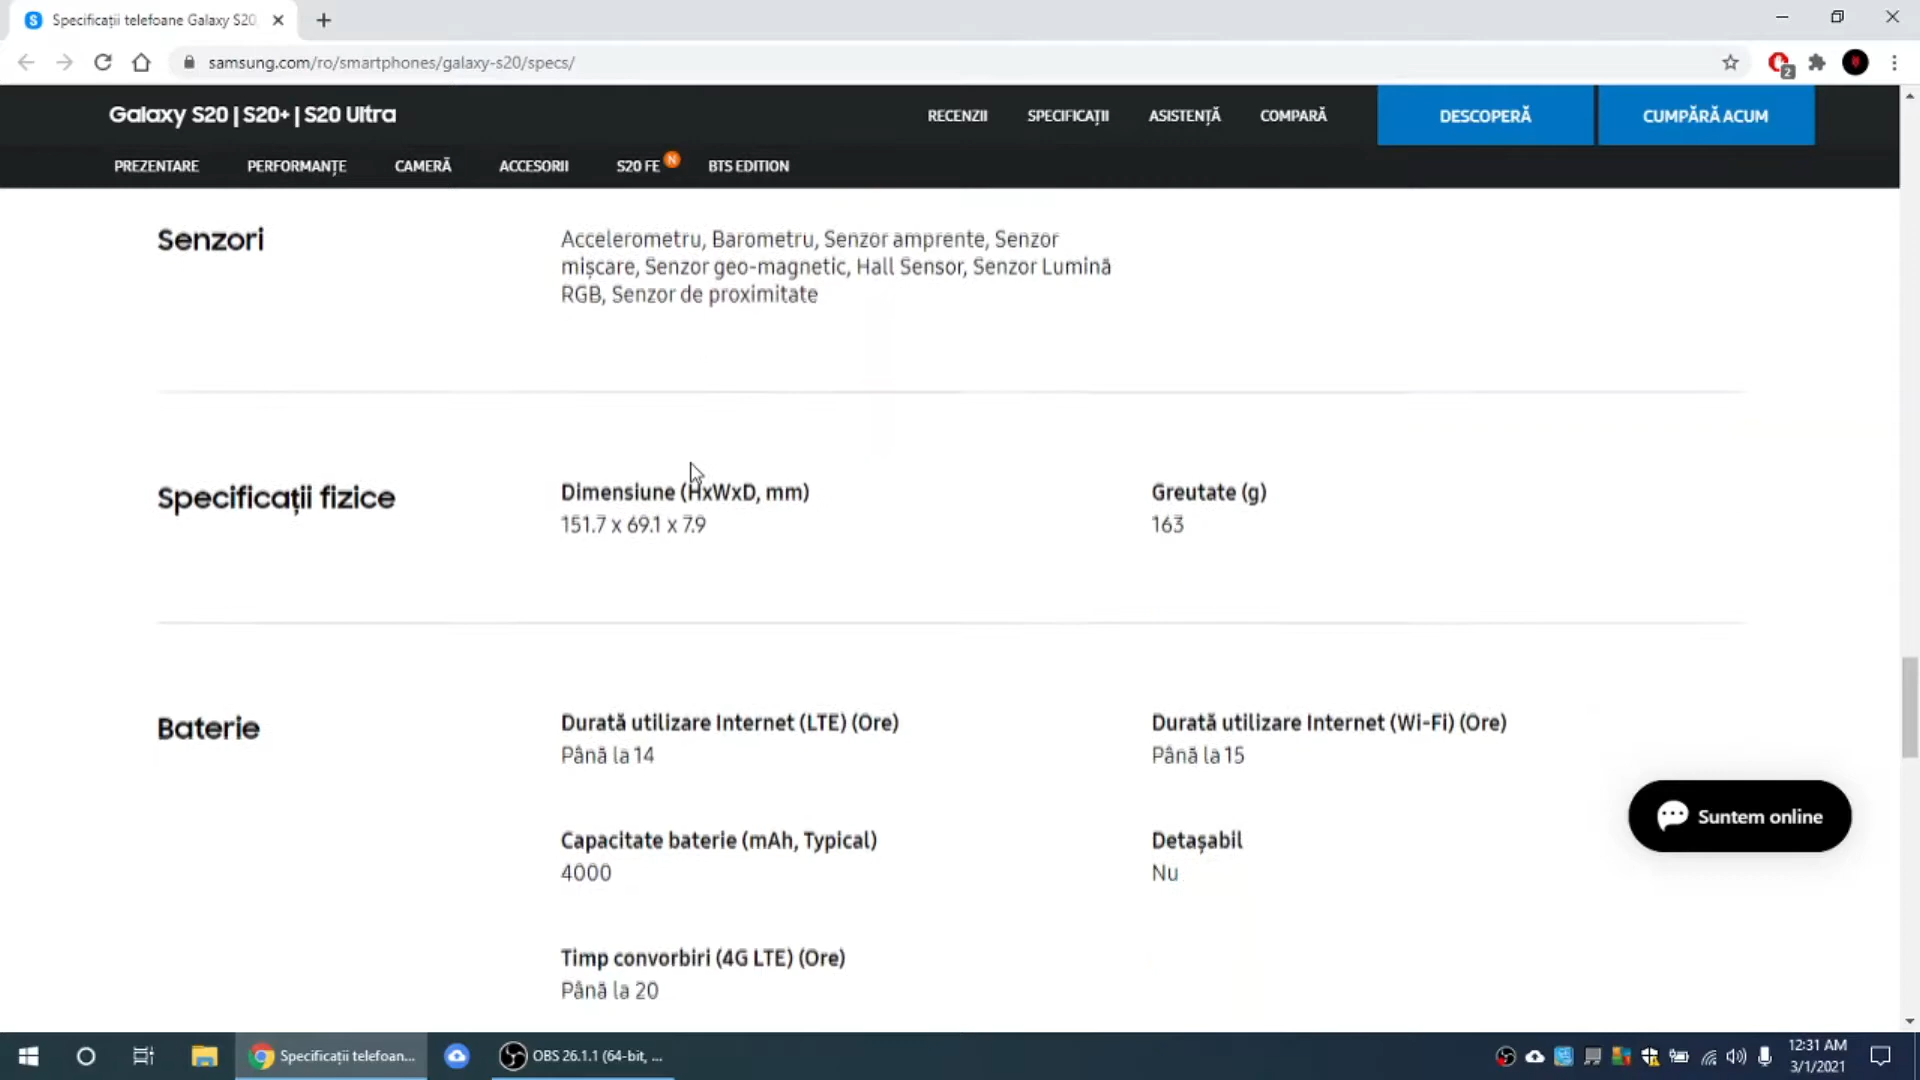 Specificații telefoane Galaxy S20
samsung.com/ro/smartphones/galaxy-s20/specs/
2
Galaxy S20 | S20+ | S20 Ultra
RECENZII
SPECIFICAȚII
ASISTENȚĂ
COMPARĂ
DESCOPERĂ
CUMPĂRĂ ACUM
PREZENTARE
PERFORMANȚE
CAMERĂ
ACCESORII
S20 FE
N
BTS EDITION
Senzori
Accelerometru, Barometru, Senzor amprente, Senzor
mișcare, Senzor geo-magnetic, Hall Sensor, Senzor Lumină
RGB, Senzor de proximitate
Specificații fizice
Dimensiune (HxWxD, mm)
151.7 x 69.1 x 7.9
Greutate (g)
163
Baterie
Durată utilizare Internet (LTE) (Ore)
Până la 14
Durată utilizare Internet (Wi-Fi) (Ore)
Până la 15
Suntem online
Capacitate baterie (mAh, Typical)
4000
Detașabil
Nu
Timp convorbiri (4G LTE) (Ore)
Până la 20
Specificații telefoan...
OBS 26.1.1 (64-bit, ...
12:31 AM
3/1/2021